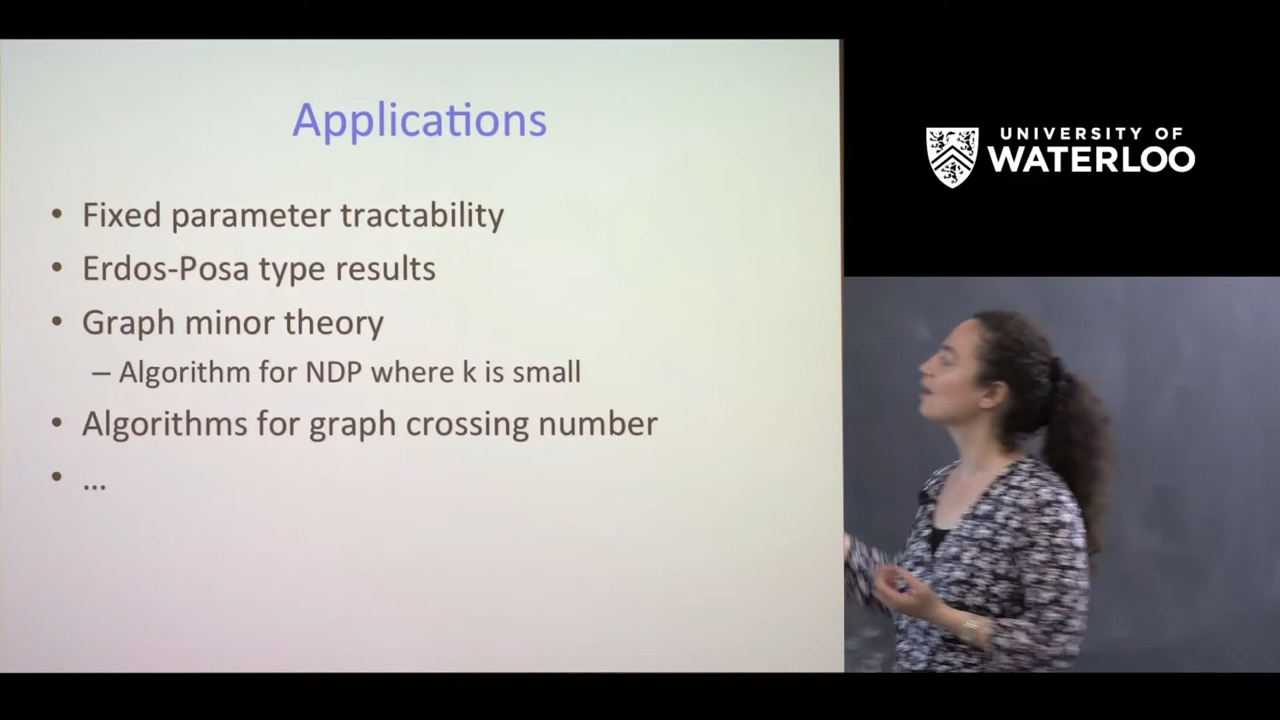 Applications
• Fixed parameter tractability
• Erdos-Posa type results
• Graph minor theory
– Algorithm for NDP where k is small
• Algorithms for graph crossing number
• ...
UNIVERSITY OF
WATERLOO